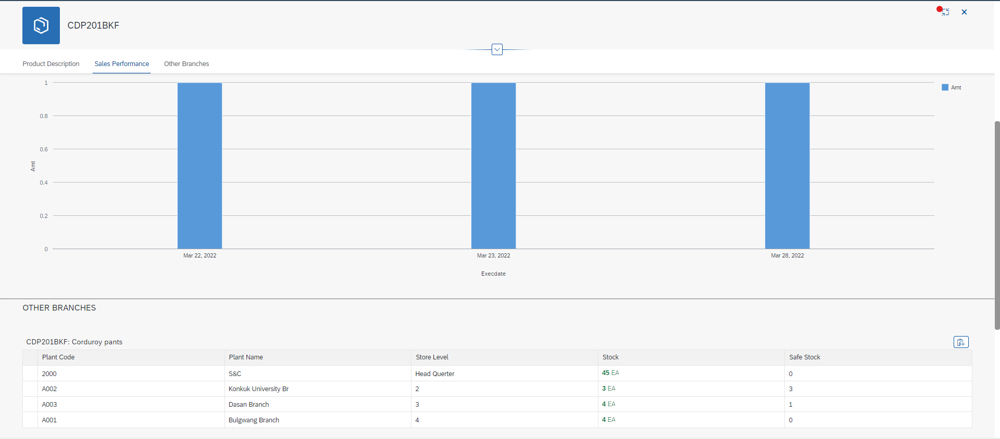 CDP201BKF
Product Description Sales Performance Other Branches
1
0.8
0.6
0.4
0.2
0
Amt
Amt
Mar 22, 2022 Mar 23, 2022 Mar 28, 2022
Execdate
OTHER BRANCHES
CDP201BKF: Corduroy pants
Plant Code Plant Name Store Level Stock Safe Stock
2000 S&C Head Querter 45 EA 0
A002 Konkuk University Br 2 3 EA 3
A003 Dasan Branch 3 4 EA 1
A001 Bulgwang Branch 4 4 EA 0